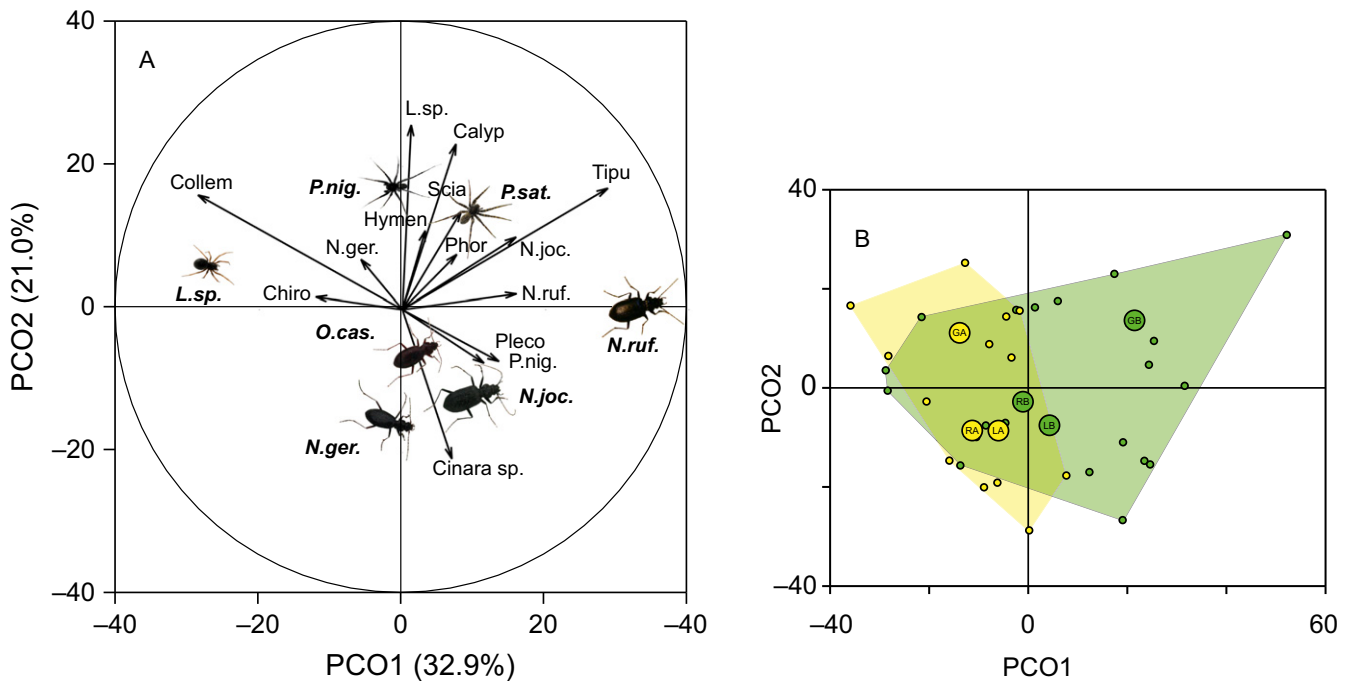 40
A
L.sp.
Calyp
20
Collem
P.nig.
Scia
P.sat.
Tipu
Hymen
N.ger.
Phor
N.joc.
L.sp.
Chiro
N.ruf.
0
O.cas.
Pleco
N.ruf.
P.nig.
N.joc.
N.ger.
–20
Cinara sp.
–40
–40
–20
0
20
–40
PCO2 (21.0%)
PCO1 (32.9%)
40
B
GA
GB
0
RB
RA
LA
LB
–40
–40
0
60
PCO2
PCO1